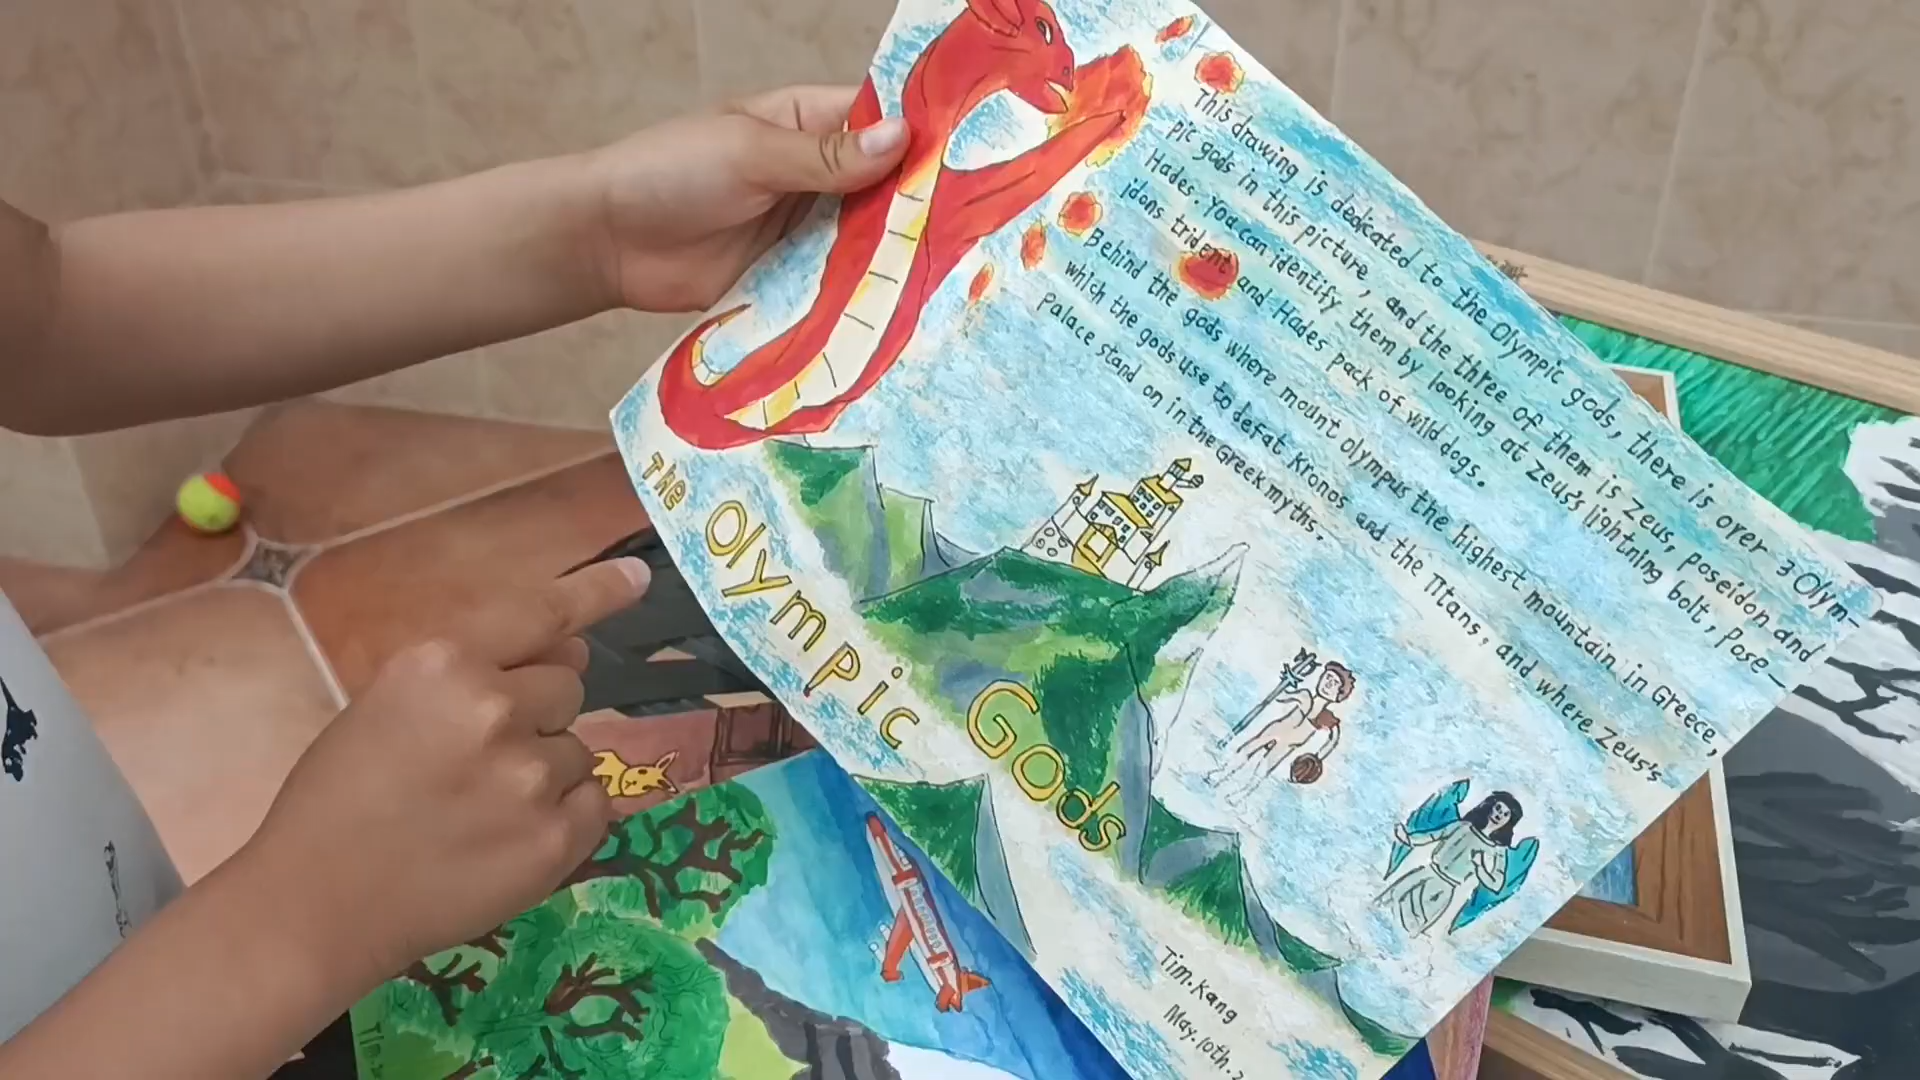 This drawing is dedicated to the Olympic gods, there is over 3 Olym-
pic gods in this picture, and the three of them is Zeus, poseidon and
Hades. You can identify them by looking at Zeus's lightning bolt, Pose-
idons trident and Hades pack of wild dogs.
Behind the gods where mount olympus the highest mountain in Greece,
which the gods use to defat Kronos and the Titans, and where Zeus's
Palace stand on in the Greek myths.
The Olympic Gods
Tim.Kang
May.10th.2
Tim.2